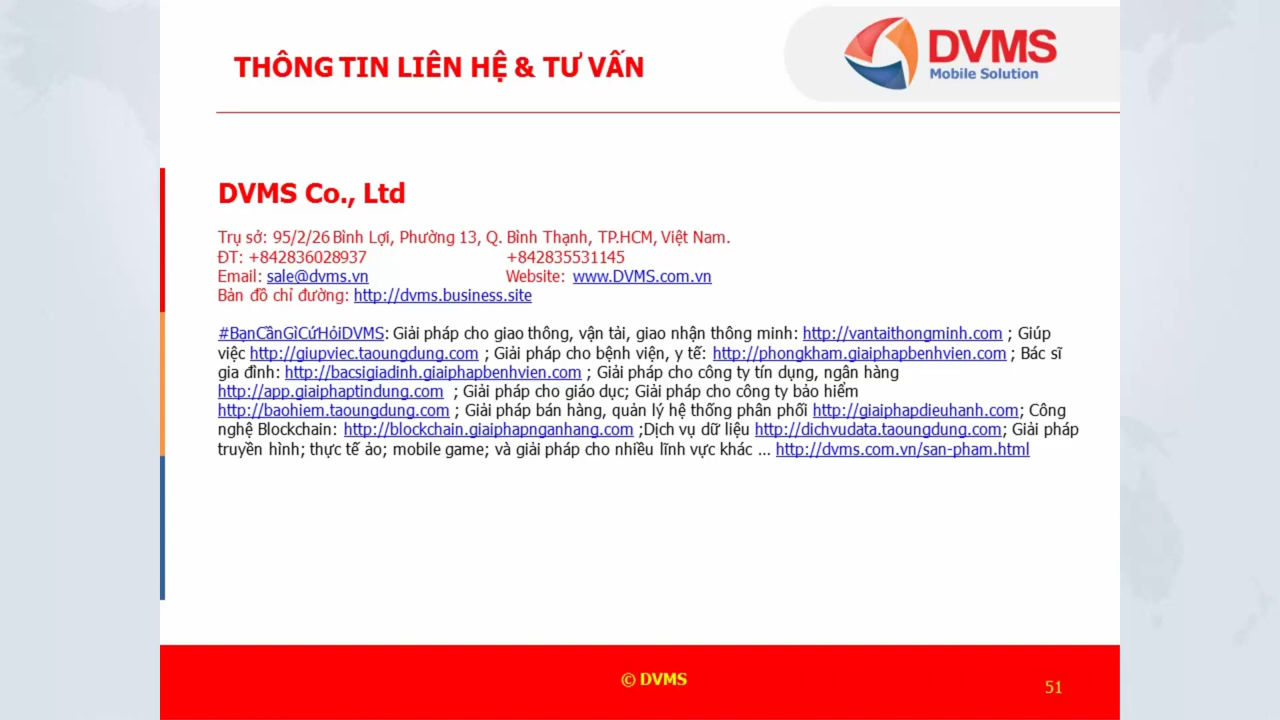 THÔNG TIN LIÊN HỆ & TƯ VẤN
DVMS
Mobile Solution
DVMS Co., Ltd
Trụ sở: 95/2/26 Bình Lợi, Phường 13, Q. Bình Thạnh, TP.HCM, Việt Nam.
ĐT: +842836028937 +842835531145
Email: sale@dvms.vn Website: www.DVMS.com.vn
Bản đồ chỉ đường: http://dvms.business.site
#BạnCầnGìCứHỏiDVMS: Giải pháp cho giao thông, vận tải, giao nhận thông minh: http://vantaithongminh.com ; Giúp
việc http://giupviec.taoungdung.com ; Giải pháp cho bệnh viện, y tế: http://phongkham.giaiphapbenhvien.com ; Bác sĩ
gia đình: http://bacsigiadinh.giaiphapbenhvien.com ; Giải pháp cho công ty tín dụng, ngân hàng
http://app.giaiphaptindung.com ; Giải pháp cho giáo dục; Giải pháp cho công ty bảo hiểm
http://baohiem.taoungdung.com ; Giải pháp bán hàng, quản lý hệ thống phân phối http://giaiphapdieuhanh.com; Công
nghệ Blockchain: http://blockchain.giaiphapnganhang.com ;Dịch vụ dữ liệu http://dichvudata.taoungdung.com; Giải pháp
truyền hình; thực tế ảo; mobile game; và giải pháp cho nhiều lĩnh vực khác ... http://dvms.com.vn/san-pham.html
© DVMS
51